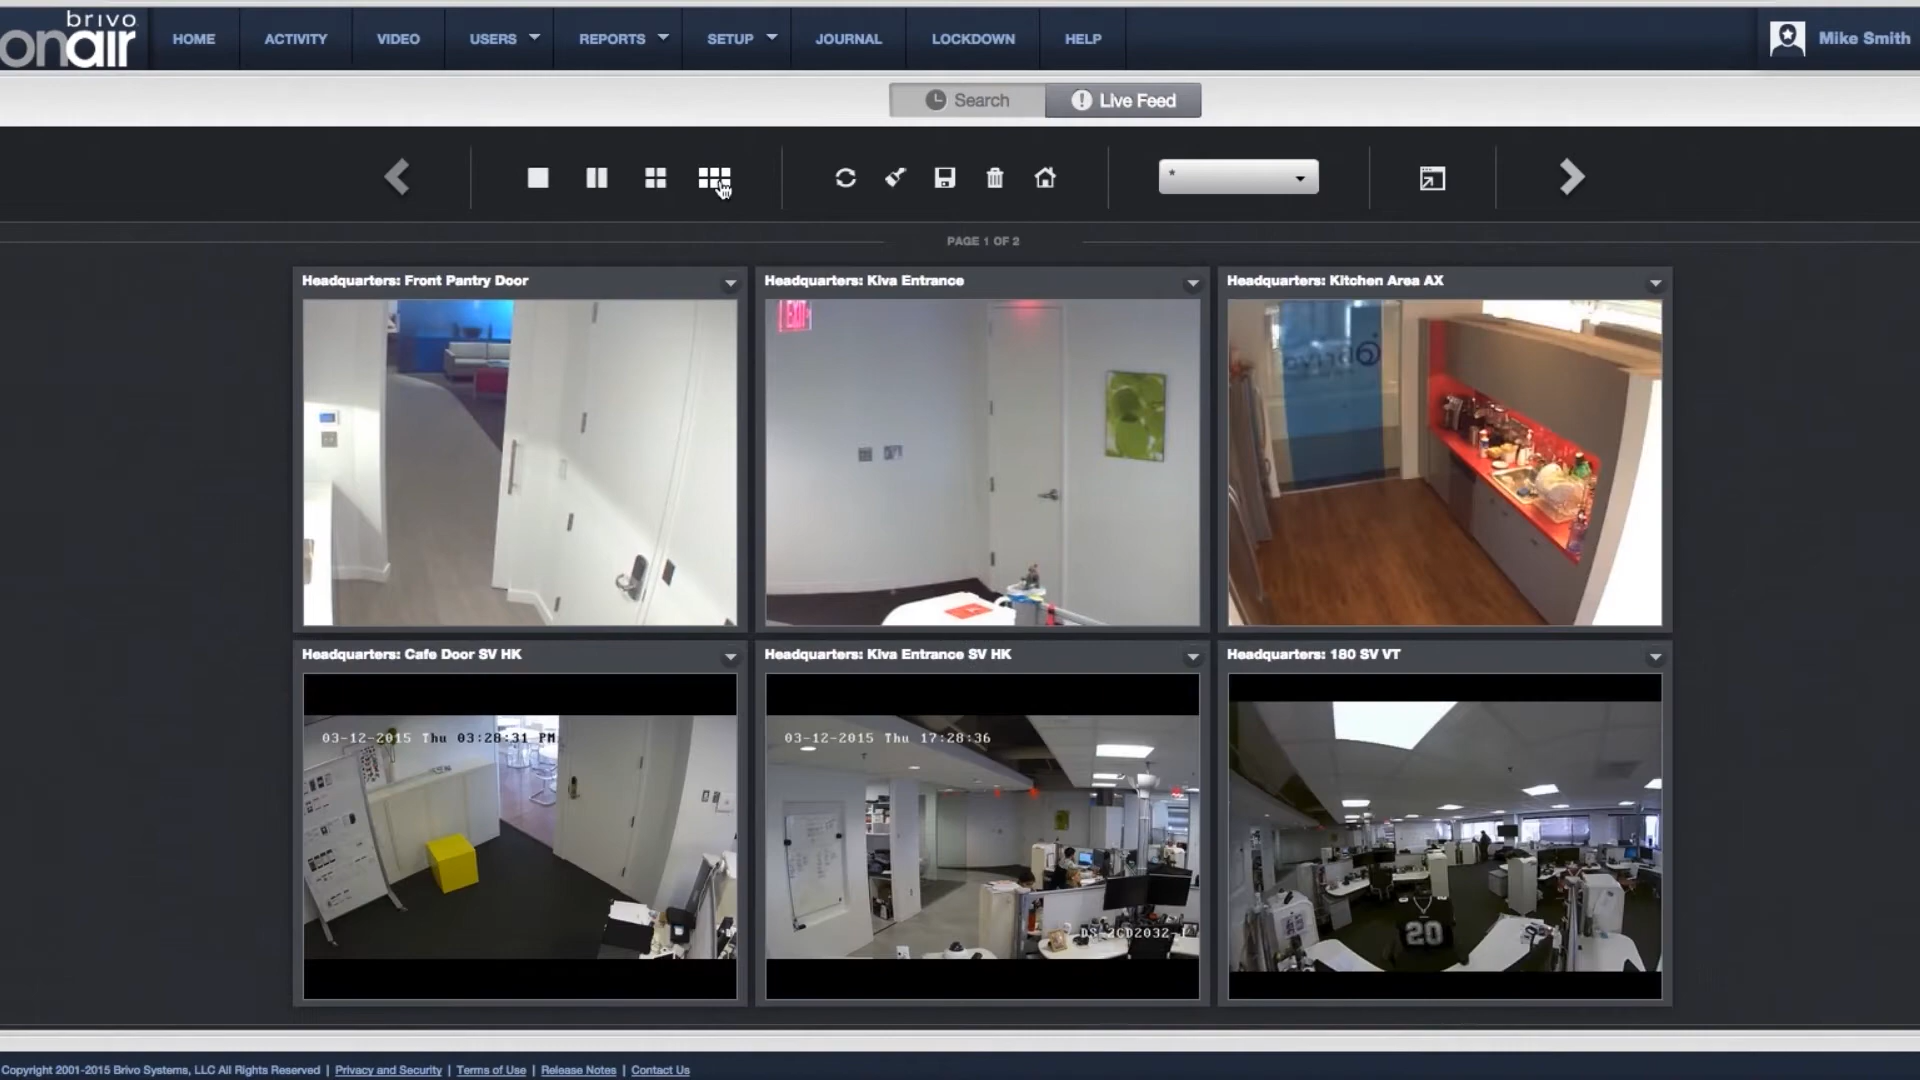 brivo
onair
HOME ACTIVITY VIDEO USERS REPORTS SETUP JOURNAL LOCKDOWN HELP Mike Smith
Search Live Feed
*
PAGE 1 OF 2
Headquarters: Front Pantry Door
Headquarters: Kiva Entrance
Headquarters: Kitchen Area AX
EXIT
brivo
Headquarters: Cafe Door SV HK
Headquarters: Kiva Entrance SV HK
Headquarters: 180 SV VT
03-12-2015 Thu 03:28:31 PM
03-12-2015 Thu 17:28:36
DS-2CD2032-I
20
Copyright 2001-2015 Brivo Systems, LLC All Rights Reserved | Privacy and Security | Terms of Use | Release Notes | Contact Us